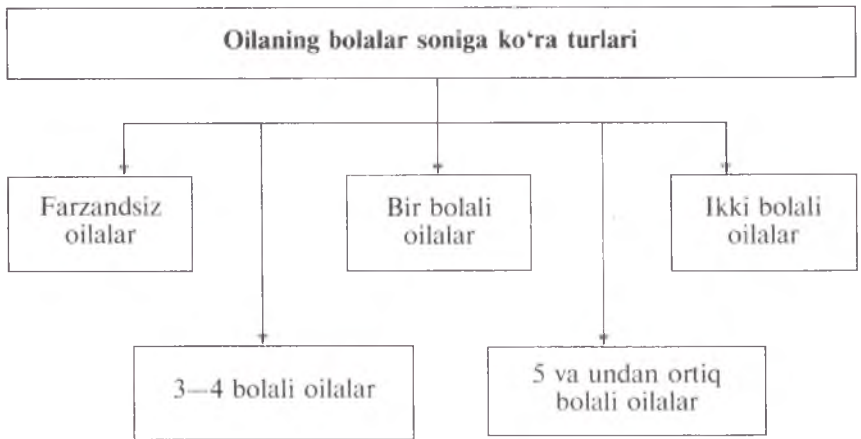 Oilaning bolalar soniga ko‘ra turlari
Farzandsiz
oilalar
Bir bolali
oilalar
Ikki bolali
oilalar
3—4 bolali oilalar
5 va undan ortiq
bolali oilalar